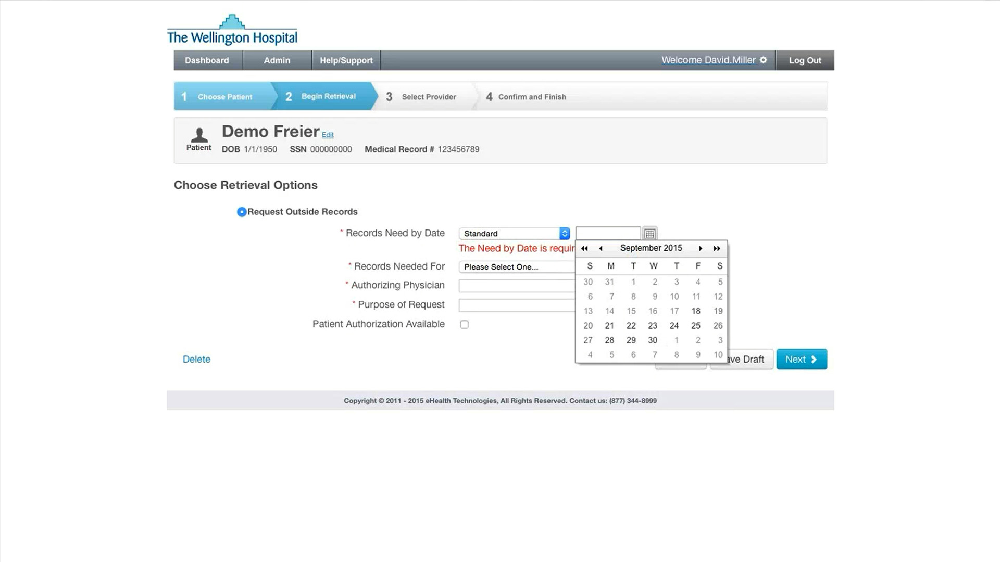 The Wellington Hospital
Dashboard Admin Help/Support Welcome David.Miller Log Out
1 Choose Patient 2 Begin Retrieval 3 Select Provider 4 Confirm and Finish
Demo Freier Edit
Patient
DOB 1/1/1950 SSN 000000000 Medical Record # 123456789
Choose Retrieval Options
Request Outside Records
* Records Need by Date Standard
The Need by Date is requir
September 2015
S M T W T F S
30 31 1 2 3 4 5
6 7 8 9 10 11 12
13 14 15 16 17 18 19
20 21 22 23 24 25 26
27 28 29 30 1 2 3
4 5 6 7 8 9 10
* Records Needed For Please Select One...
* Authorizing Physician
* Purpose of Request
Patient Authorization Available
Delete ave Draft Next
Copyright © 2011 - 2015 eHealth Technologies, All Rights Reserved. Contact us: (877) 344-8999